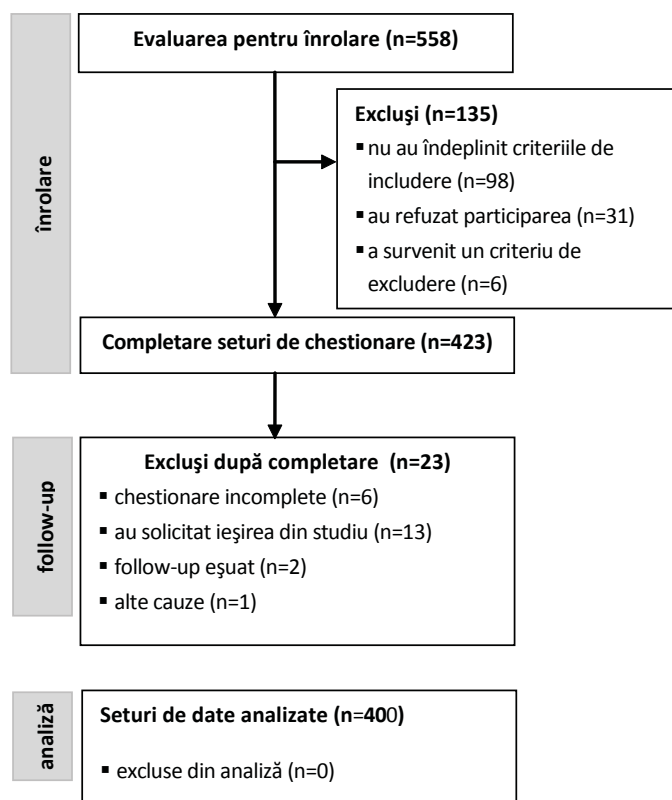 înrolare
Evaluarea pentru înrolare (n=558)
Excluşi (n=135)
▪ nu au îndeplinit criteriile de
includere (n=98)
▪ au refuzat participarea (n=31)
▪ a survenit un criteriu de
excludere (n=6)
Completare seturi de chestionare (n=423)
follow-up
Excluşi după completare (n=23)
▪ chestionare incomplete (n=6)
▪ au solicitat ieşirea din studiu (n=13)
▪ follow-up eşuat (n=2)
▪ alte cauze (n=1)
analiză
Seturi de date analizate (n=400)
▪ excluse din analiză (n=0)